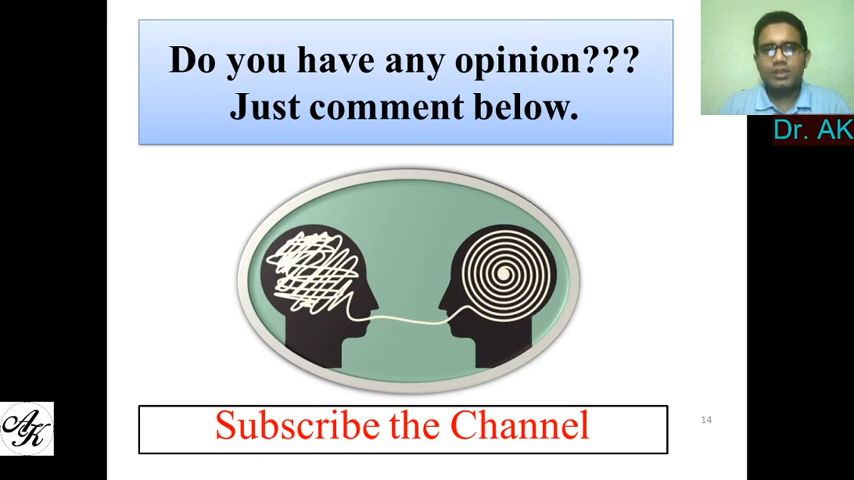 Do you have any opinion???
Just comment below.
Dr. AK
Subscribe the Channel
14
AK